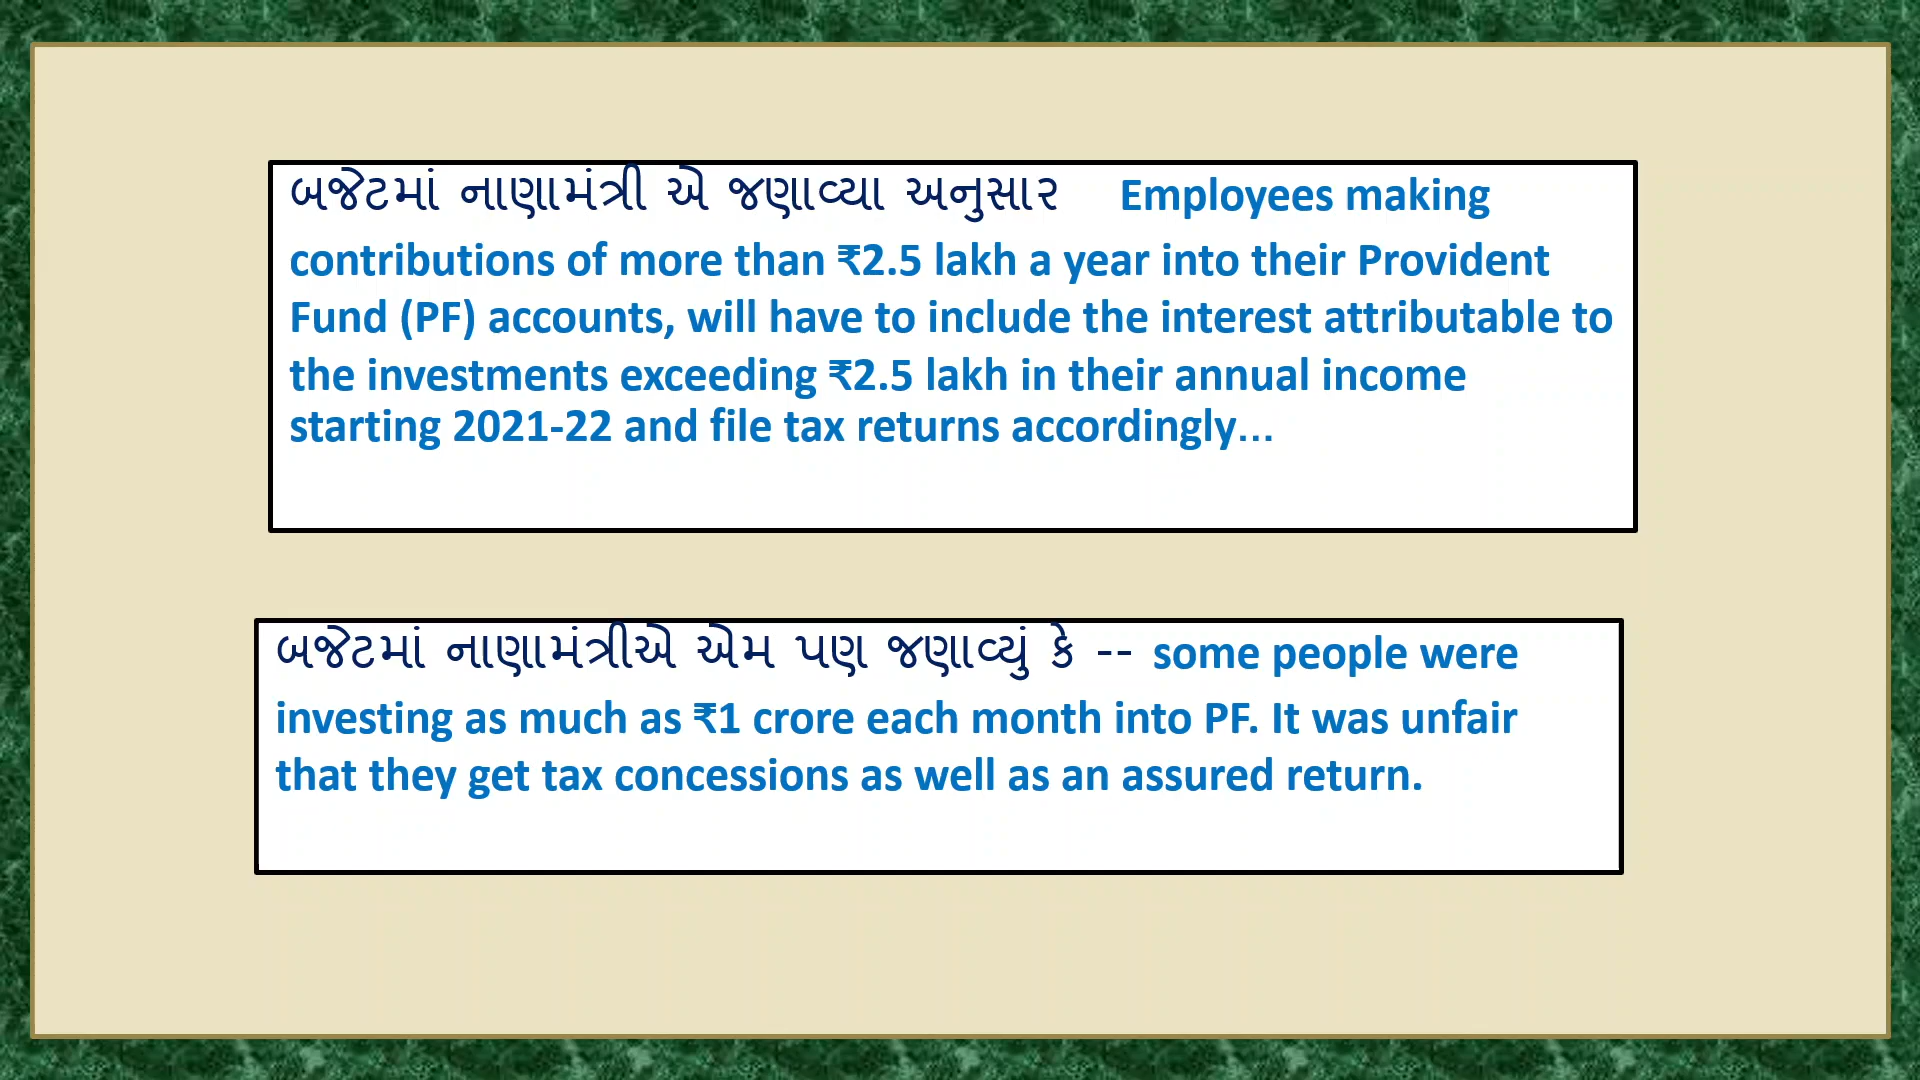 બજેટમાં નાણામંત્રી એ જણાવ્યા અનુસાર Employees making
contributions of more than ₹2.5 lakh a year into their Provident
Fund (PF) accounts, will have to include the interest attributable to
the investments exceeding ₹2.5 lakh in their annual income
starting 2021-22 and file tax returns accordingly...
બજેટમાં નાણામંત્રીએ એમ પણ જણાવ્યું કે -- some people were
investing as much as ₹1 crore each month into PF. It was unfair
that they get tax concessions as well as an assured return.